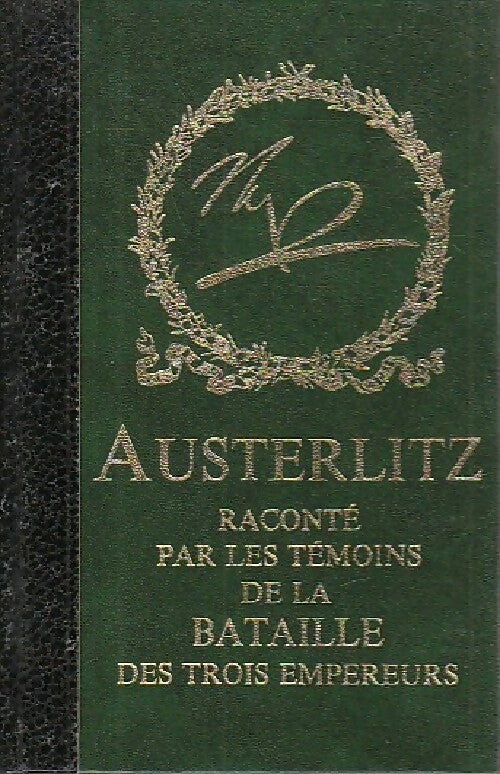 AUSTERLITZ
RACONTÉ
PAR LES TÉMOINS
DE LA
BATAILLE
DES TROIS EMPEREURS